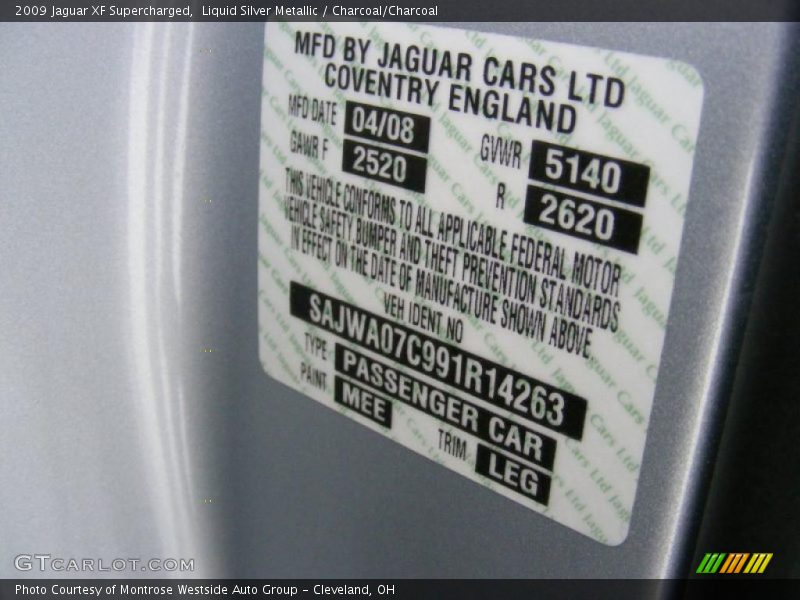 2009 Jaguar XF Supercharged,  Liquid Silver Metallic / Charcoal/Charcoal
MFD BY JAGUAR CARS LTD
COVENTRY ENGLAND
MFD DATE 04/08
GAWR F 2520
GVWR 5140
R 2620
THIS VEHICLE CONFORMS TO ALL APPLICABLE FEDERAL MOTOR
VEHICLE SAFETY BUMPER AND THEFT PREVENTION STANDARDS
IN EFFECT ON THE DATE OF MANUFACTURE SHOWN ABOVE
VEH IDENT NO
SAJWA07C991R14263
TYPE PASSENGER CAR
PAINT MEE
TRIM LEG
GTCARLOT.COM
Photo Courtesy of Montrose Westside Auto Group - Cleveland, OH